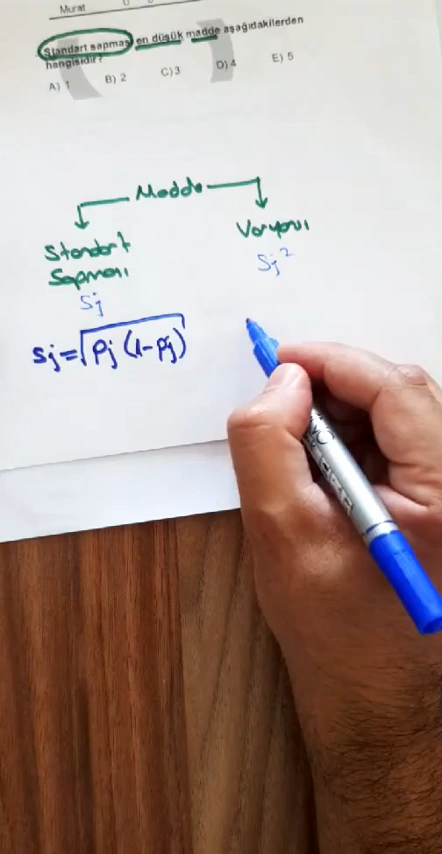 Murat
Standart sapması en düşük madde aşağıdakilerden
hangisidir?
A) 1 B) 2 C) 3 D) 4 E) 5
Madde
Standart Varyansı
Sapması Sj²
Sj
Sj=√Pj (1-Pj)